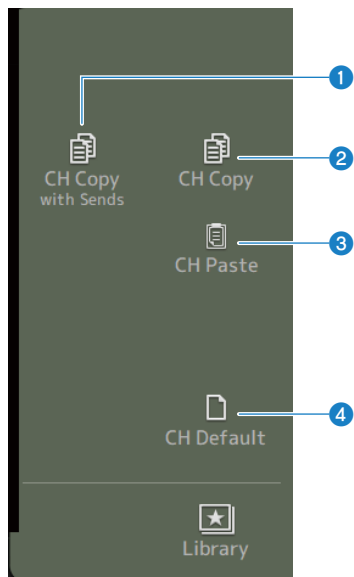 1
CH Copy
with Sends
CH Copy
2
CH Paste
3
CH Default
4
Library